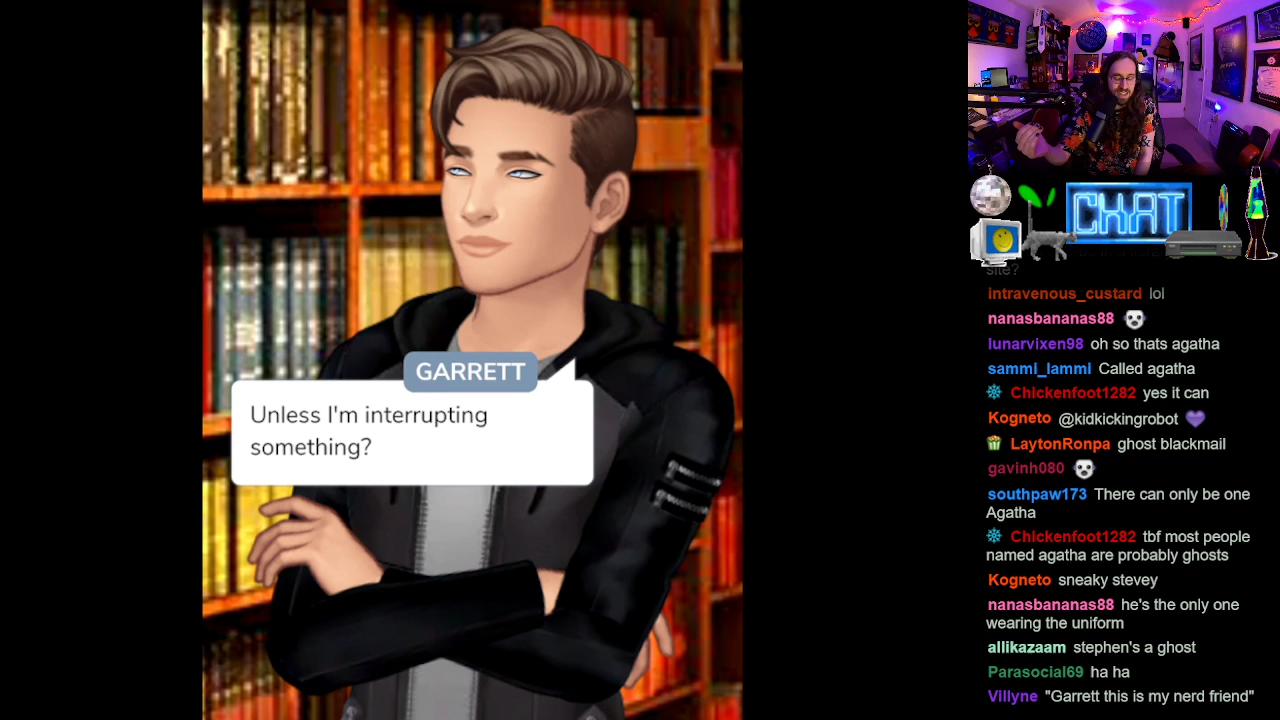 GARRETT
Unless I'm interrupting
something?
CHAT
site?
intravenous_custard lol
nanasbananas88
lunarvixen98 oh so thats agatha
sammi_lammi Called agatha
Chickenfoot1282 yes it can
Kogneto @kidkickingrobot
LaytonRonpa ghost blackmail
gavinh080
southpaw173 There can only be one
Agatha
Chickenfoot1282 tbf most people
named agatha are probably ghosts
Kogneto sneaky stevey
nanasbananas88 he's the only one
wearing the uniform
allikazaam stephen's a ghost
Parasocial69 ha ha
Villyne "Garrett this is my nerd friend"